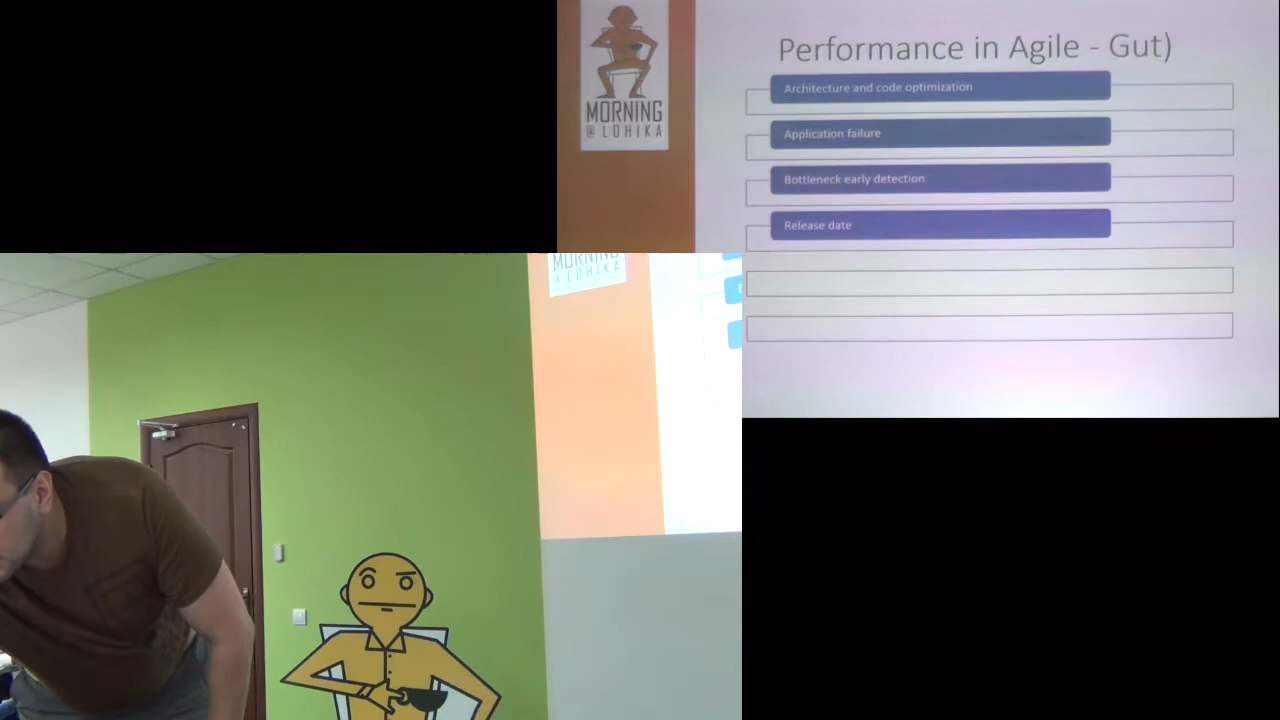 MORNING
@ LOHIKA
Performance in Agile - Gut)
Architecture and code optimization
Application failure
Bottleneck early detection
Release date
MORNING
@ LOHIKA